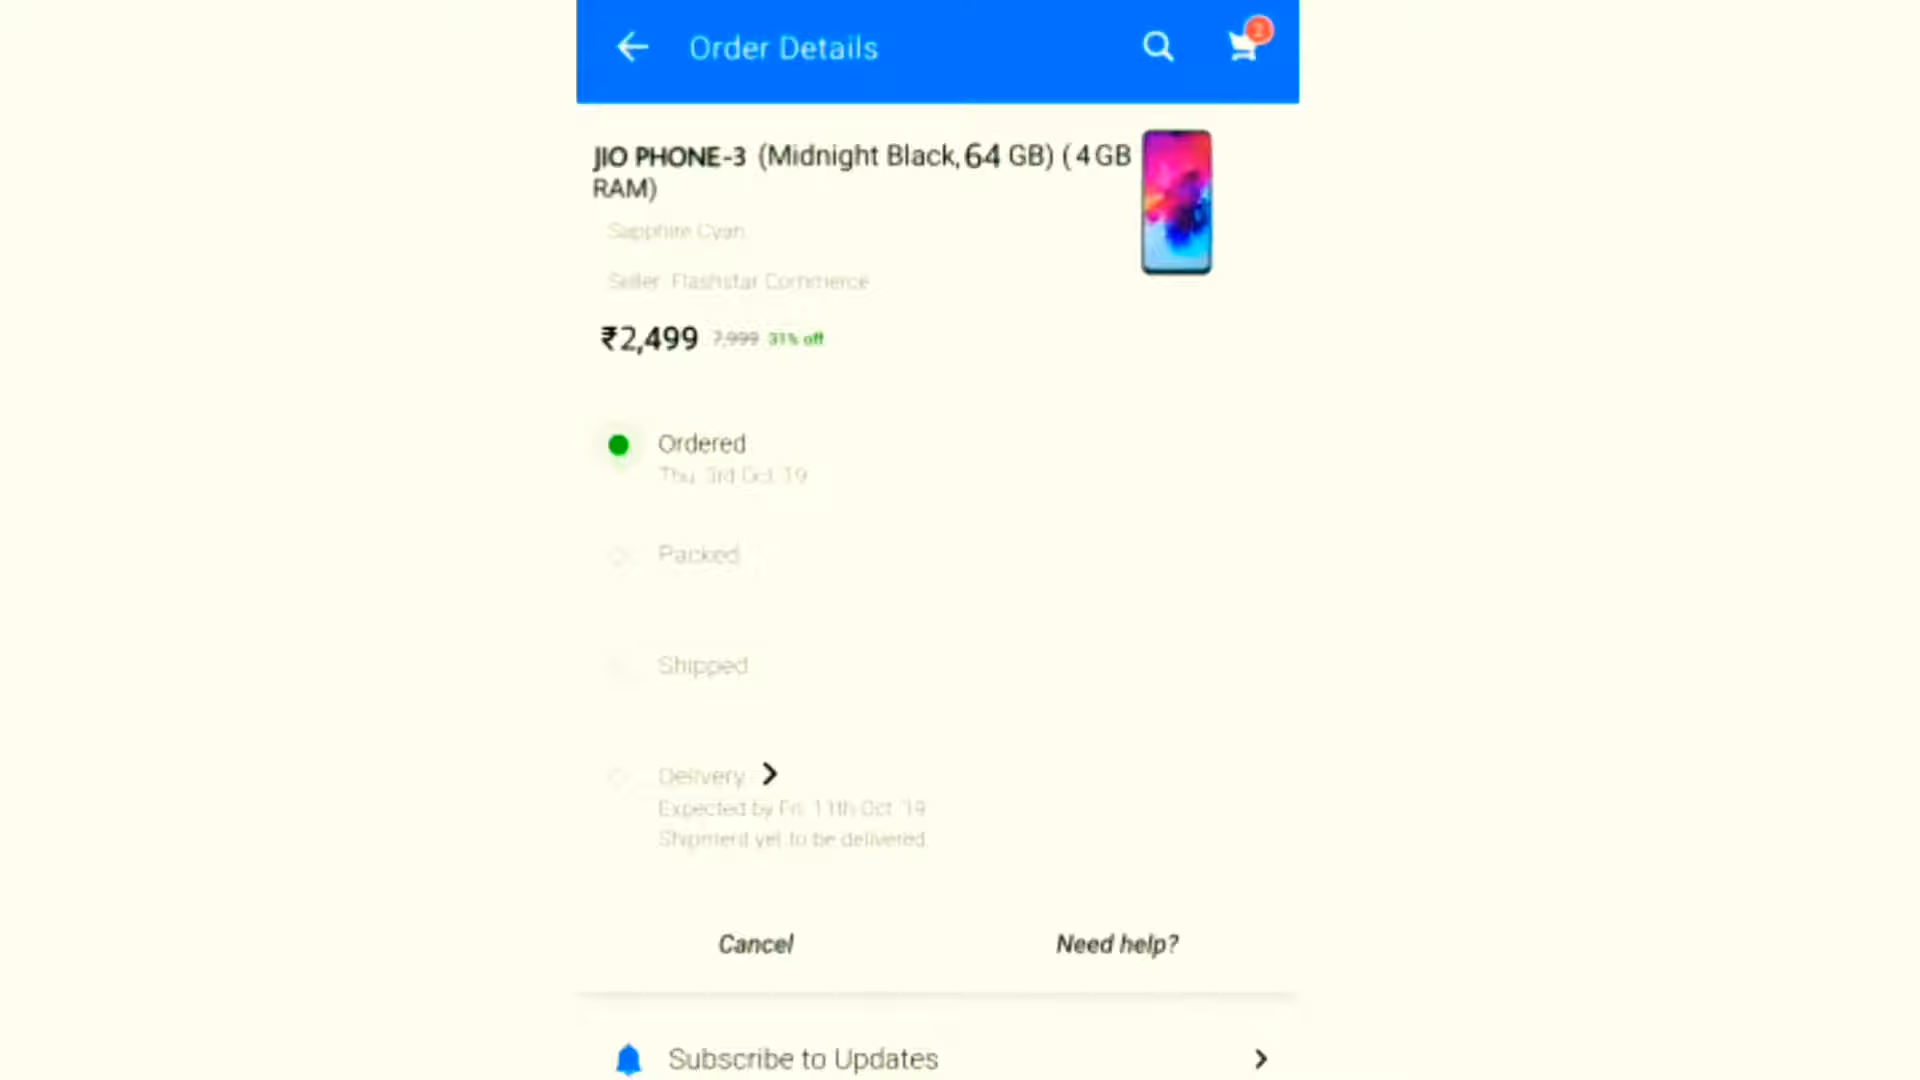 Order Details
2
JIO PHONE-3 (Midnight Black, 64 GB) (4 GB
RAM)
Sapphire Cyan
Seller: Flashstar Commerce
₹2,499 7,999 31% off
Ordered
Thu, 3rd Oct '19
Packed
Shipped
Delivery
Expected by Fri, 11th Oct '19
Shipment yet to be delivered
Cancel Need help?
Subscribe to Updates